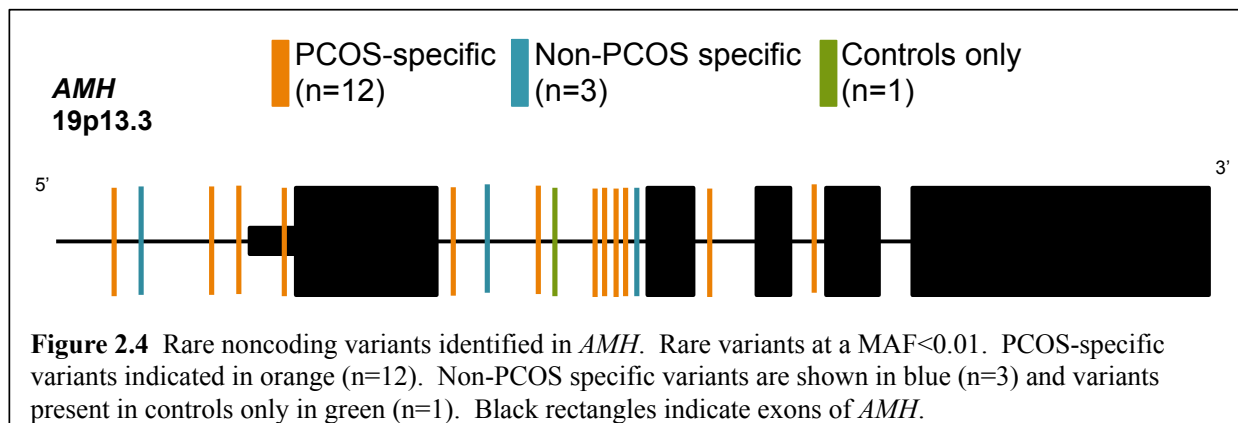 PCOS-specific
(n=12)
Non-PCOS specific
(n=3)
Controls only
(n=1)
AMH
19p13.3
5’
3’
Figure 2.4 Rare noncoding variants identified in AMH. Rare variants at a MAF<0.01. PCOS-specific
variants indicated in orange (n=12). Non-PCOS specific variants are shown in blue (n=3) and variants
present in controls only in green (n=1). Black rectangles indicate exons of AMH.